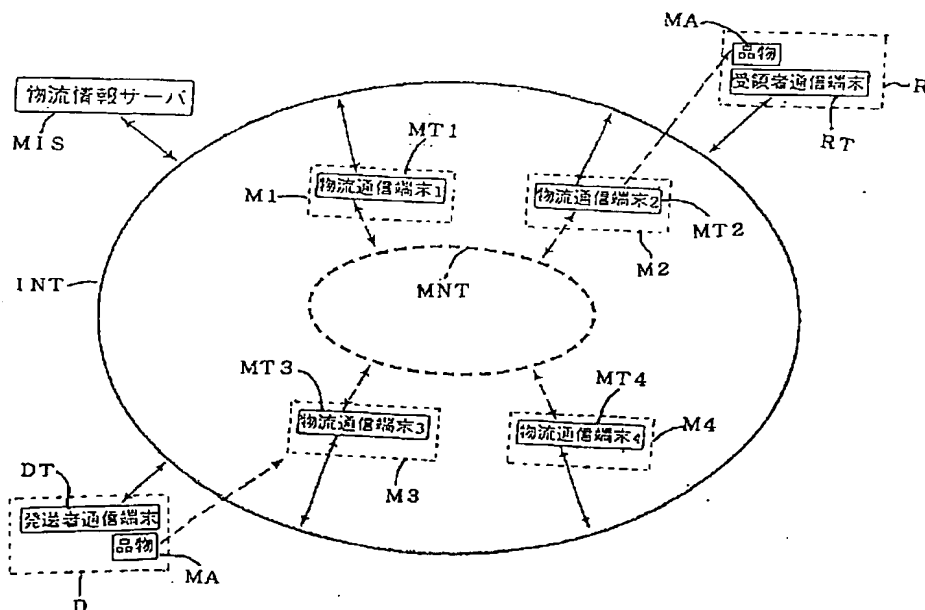 MA
品物
受領者通信端末
R
RT
物流情報サーバ
MIS
MT1
物流通信端末1
M1
物流通信端末2
MT2
M2
INT
MNT
MT3
物流通信端末3
M3
MT4
物流通信端末4
M4
DT
発送者通信端末
品物
MA
D